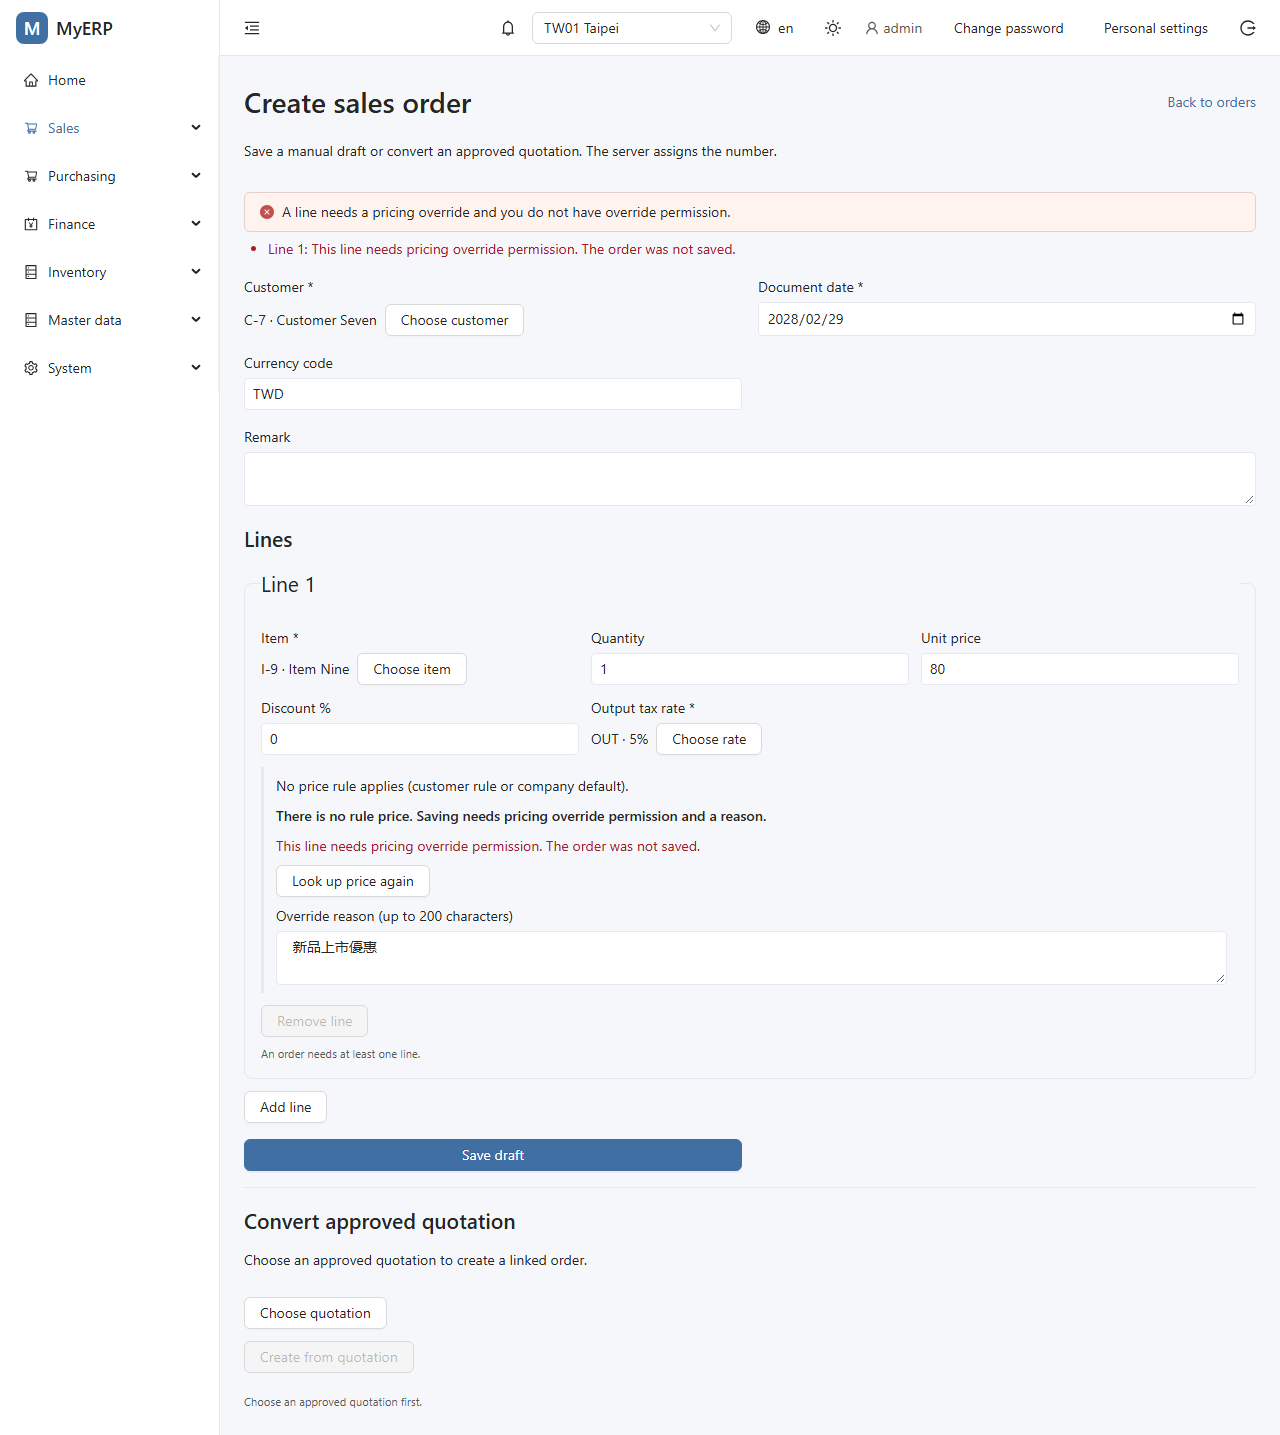 M MyERP
TW01 Taipei
en
admin
Change password
Personal settings
Home
Sales
Purchasing
Finance
Inventory
Master data
System
Create sales order
Back to orders
Save a manual draft or convert an approved quotation. The server assigns the number.
A line needs a pricing override and you do not have override permission.
Line 1: This line needs pricing override permission. The order was not saved.
Customer *
Document date *
C-7 · Customer Seven
Choose customer
2028/02/29
Currency code
TWD
Remark
Lines
Line 1
Item *
Quantity
Unit price
I-9 · Item Nine
Choose item
1
80
Discount %
Output tax rate *
0
OUT · 5%
Choose rate
No price rule applies (customer rule or company default).
There is no rule price. Saving needs pricing override permission and a reason.
This line needs pricing override permission. The order was not saved.
Look up price again
Override reason (up to 200 characters)
新品上市優惠
Remove line
An order needs at least one line.
Add line
Save draft
Convert approved quotation
Choose an approved quotation to create a linked order.
Choose quotation
Create from quotation
Choose an approved quotation first.